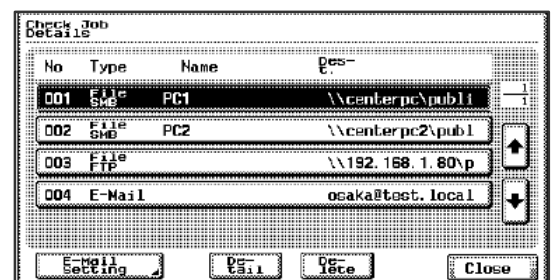 Check Job
Details
No Type Name Des-
t.
001 File
SMB PC1 \\centerpc\publi
1
1
002 File
SMB PC2 \\centerpc2\publ
003 File
FTP \\192.168.1.80\p
004 E-Mail osaka@test.local
E-Mail
Setting
De-
tail
De-
lete
Close